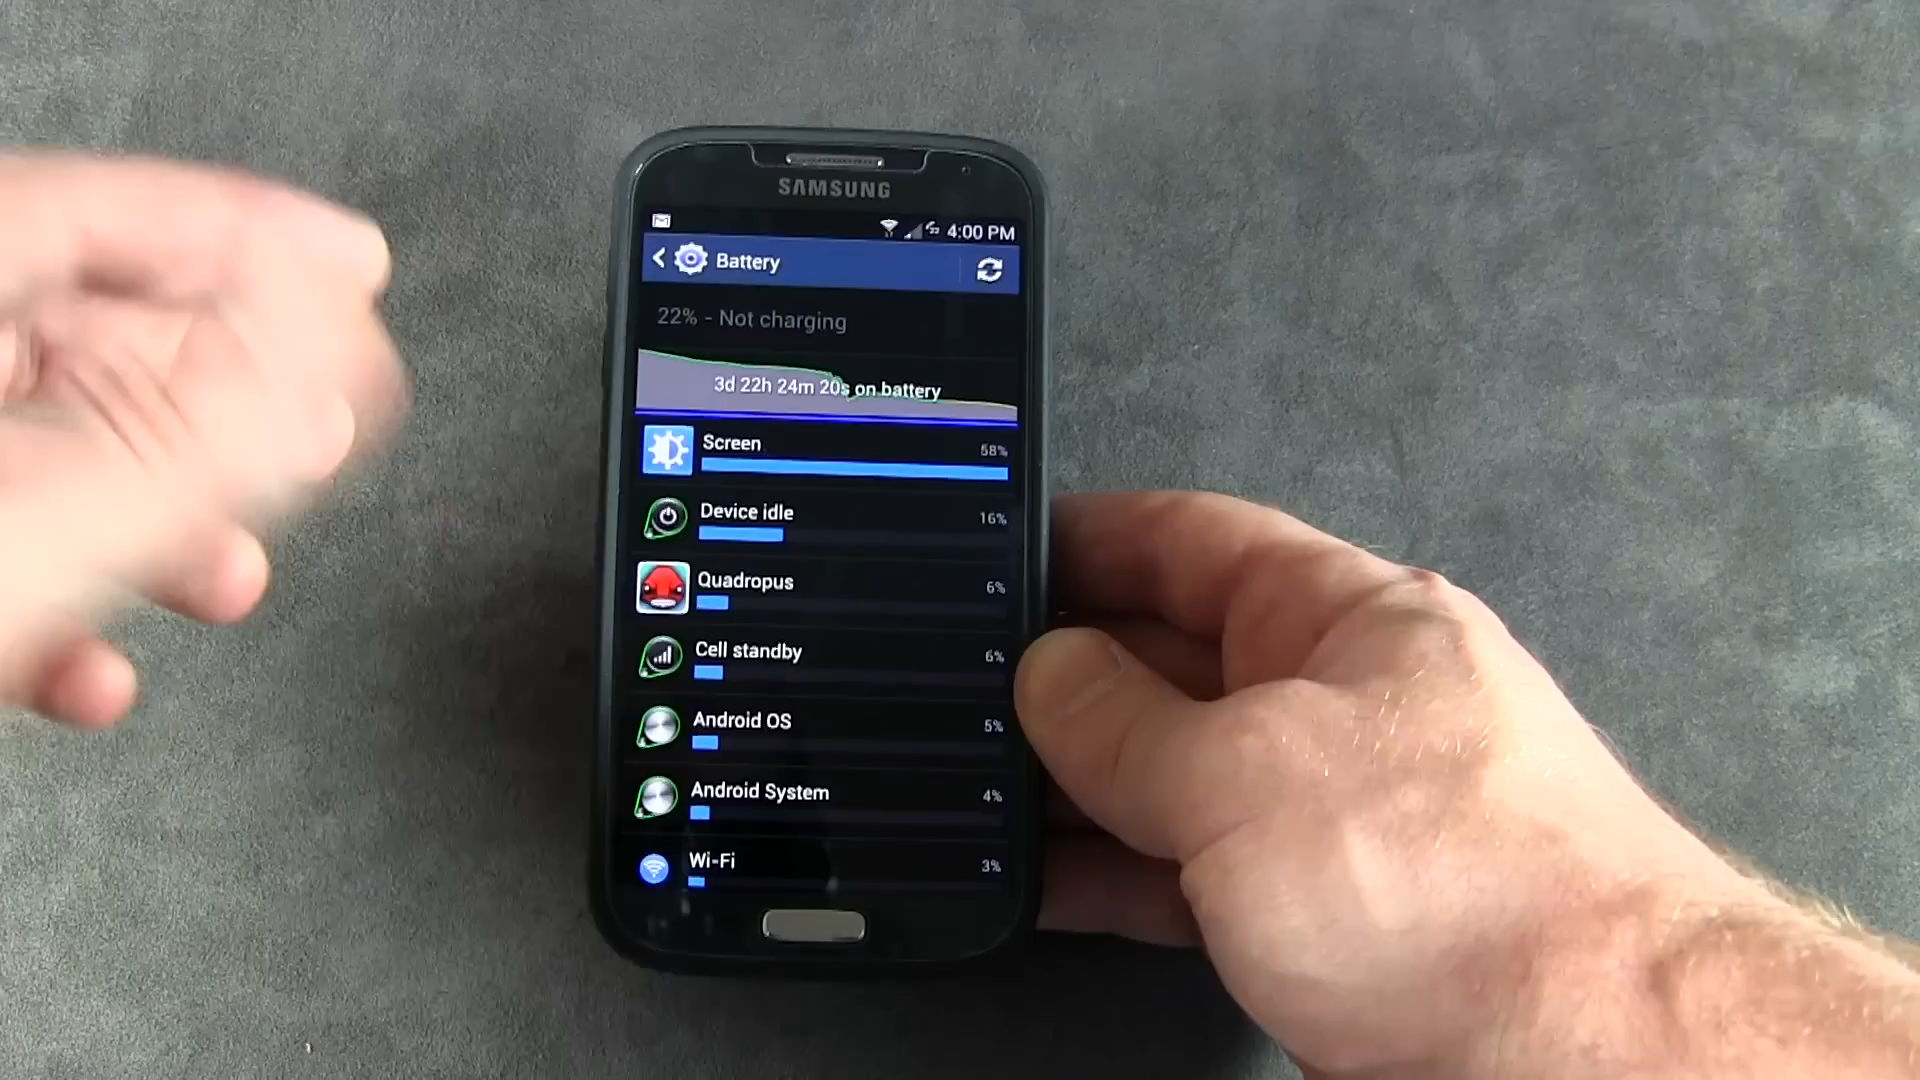 SAMSUNG
4:00 PM
Battery
22% - Not charging
3d 22h 24m 20s on battery
Screen 58%
Device idle 16%
Quadropus 6%
Cell standby 6%
Android OS 5%
Android System 4%
Wi-Fi 3%